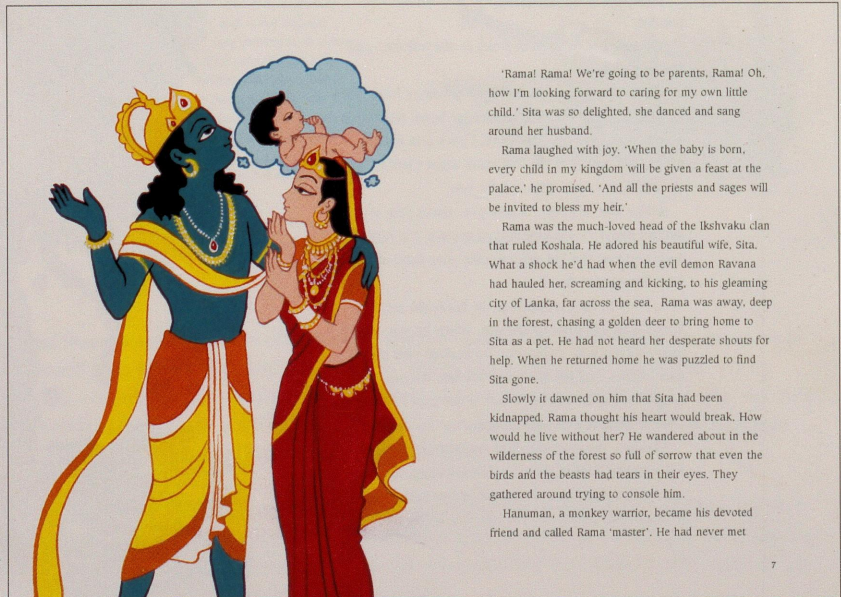 'Rama! Rama! We're going to be parents, Rama! Oh,
how I'm looking forward to caring for my own little
child.' Sita was so delighted, she danced and sang
around her husband.
Rama laughed with joy. 'When the baby is born,
every child in my kingdom will be given a feast at the
palace,' he promised. 'And all the priests and sages will
be invited to bless my heir.'
Rama was the much-loved head of the Ikshvaku clan
that ruled Koshala. He adored his beautiful wife, Sita.
What a shock he'd had when the evil demon Ravana
had hauled her, screaming and kicking, to his gleaming
city of Lanka, far across the sea. Rama was away, deep
in the forest, chasing a golden deer to bring home to
Sita as a pet. He had not heard her desperate shouts for
help. When he returned home he was puzzled to find
Sita gone.
Slowly it dawned on him that Sita had been
kidnapped. Rama thought his heart would break. How
would he live without her? He wandered about in the
wilderness of the forest so full of sorrow that even the
birds and the beasts had tears in their eyes. They
gathered around trying to console him.
Hanuman, a monkey warrior, became his devoted
friend and called Rama 'master'. He had never met
7